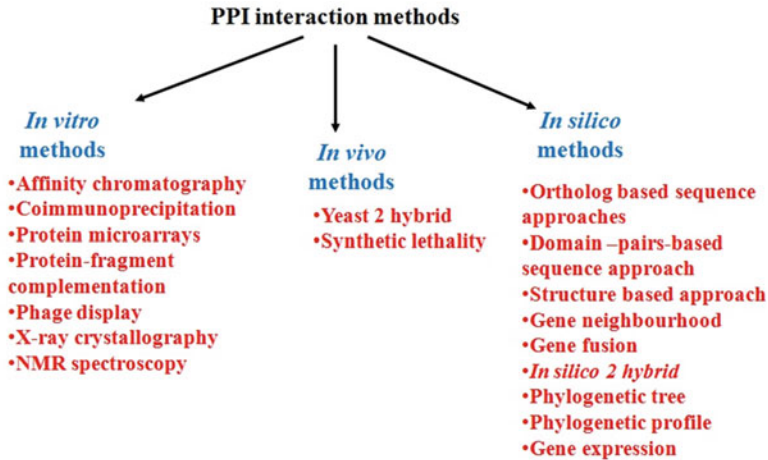 PPI interaction methods
In vitro
methods
•Affinity chromatography
•Coimmunoprecipitation
•Protein microarrays
•Protein-fragment
complementation
•Phage display
•X-ray crystallography
•NMR spectroscopy
In vivo
methods
•Yeast 2 hybrid
•Synthetic lethality
In silico
methods
•Ortholog based sequence
approaches
•Domain –pairs-based
sequence approach
•Structure based approach
•Gene neighbourhood
•Gene fusion
•In silico 2 hybrid
•Phylogenetic tree
•Phylogenetic profile
•Gene expression